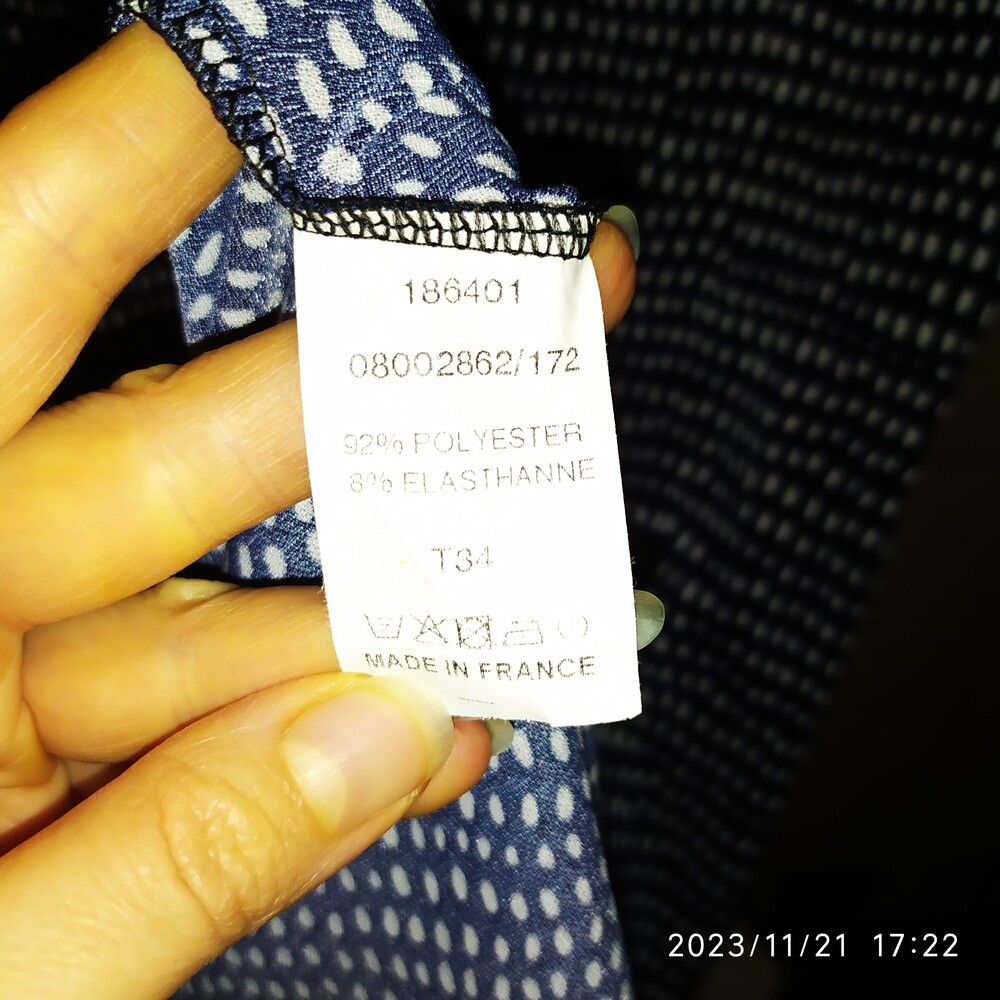 186401
08002862/172
92% POLYESTER
8% ELASTHANNE
T34
MADE IN FRANCE
2023/11/21 17:22